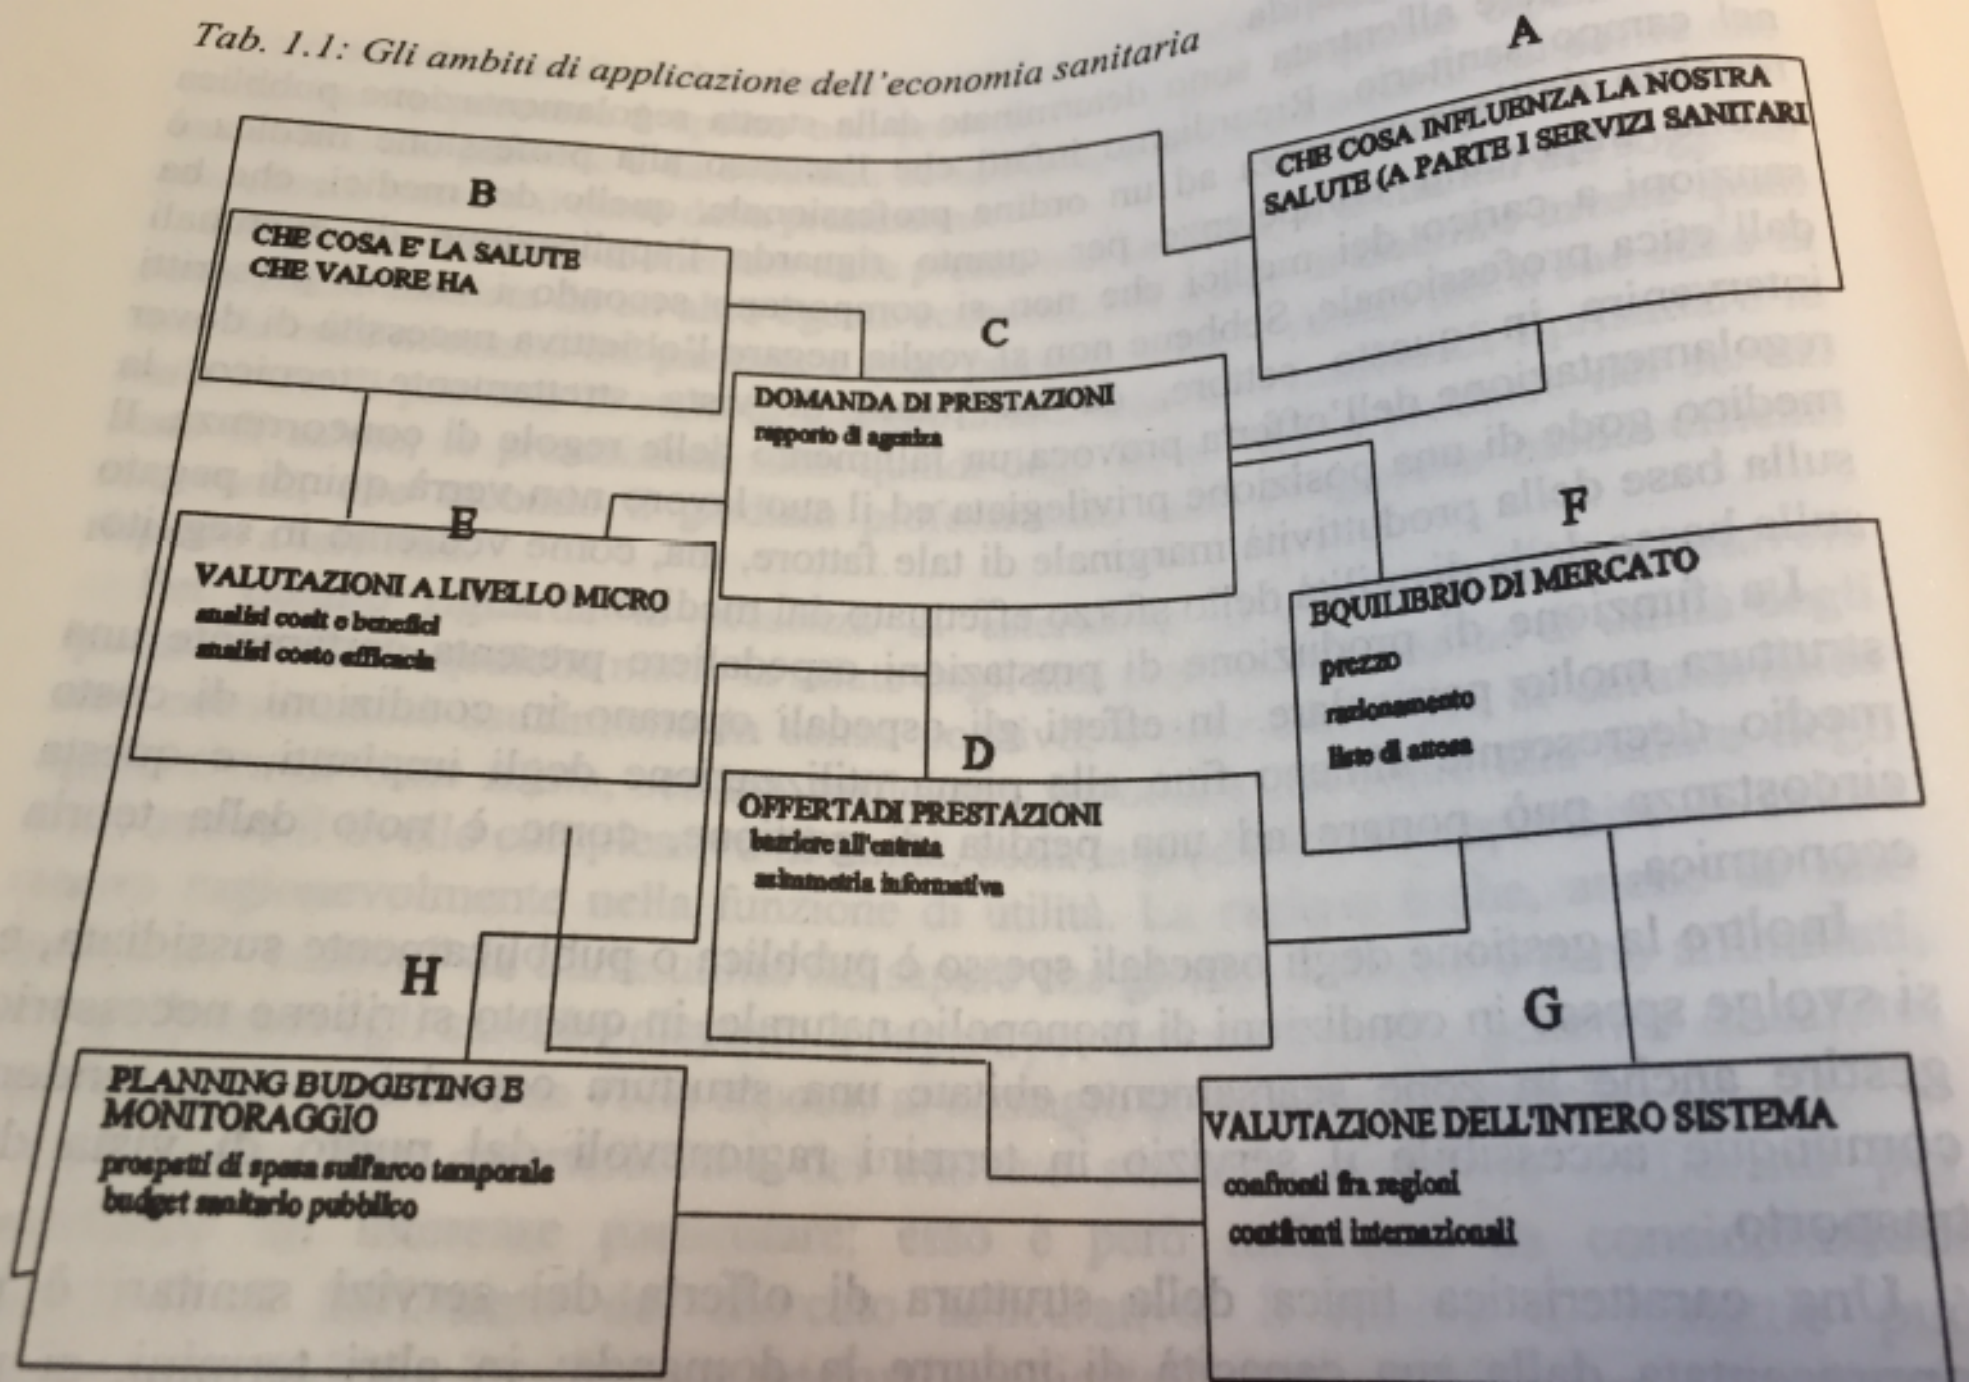 Tab. 1.1: Gli ambiti di applicazione dell'economia sanitaria
A
CHE COSA INFLUENZA LA NOSTRA
SALUTE (A PARTE I SERVIZI SANITARI
B
CHE COSA E' LA SALUTE
CHE VALORE HA
C
DOMANDA DI PRESTAZIONI
rapporto di ageniza
E
VALUTAZIONI A LIVELLO MICRO
analisi costi e benefici
analisi costo efficacia
F
EQUILIBRIO DI MERCATO
prezzo
razionamento
liste di attesa
D
OFFERTADI PRESTAZIONI
barriere all'entrata
asimmetria informativa
H
PLANNING BUDGETING E
MONITORAGGIO
prospetti di spesa sull'arco temporale
budget sanitario pubblico
G
VALUTAZIONE DELL'INTERO SISTEMA
confronti fra regioni
confronti internazionali